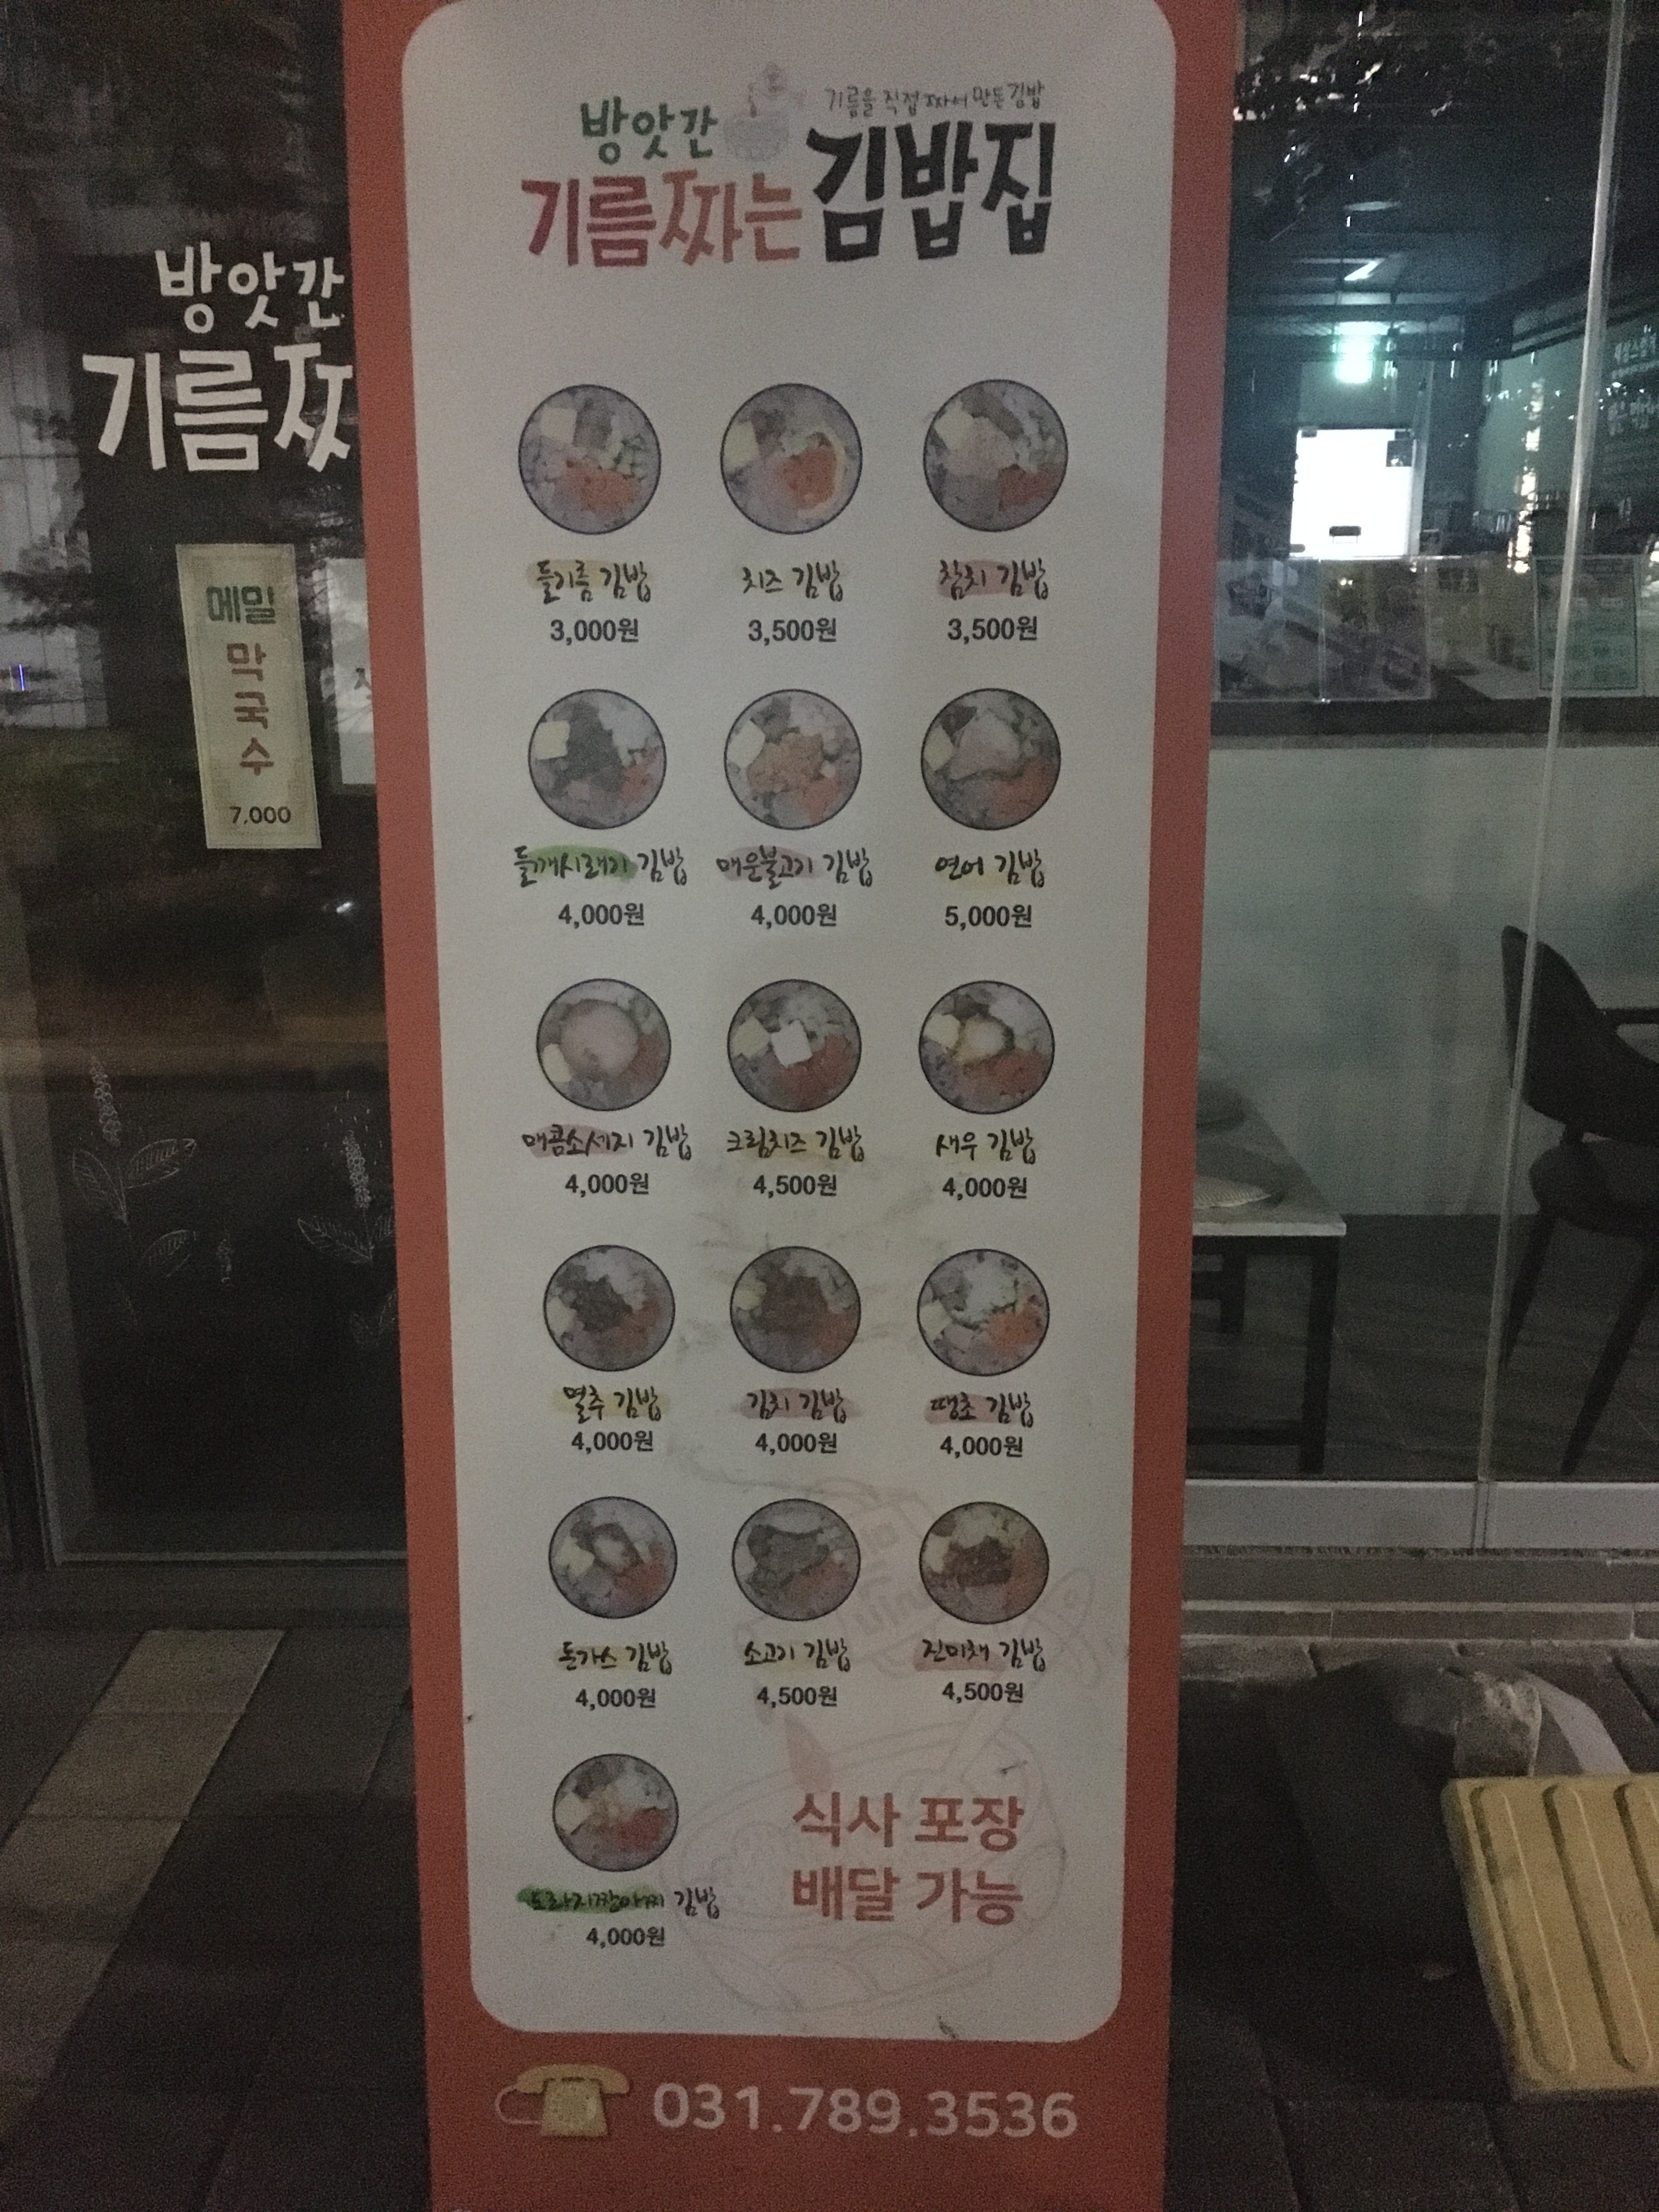 방앗간
기름을 직접 짜서 만든 김밥
기름짜는 김밥집
방앗간
기름짜
메밀
막
국
수
7,000
들기름 김밥 치즈 김밥 참치 김밥
3,000원 3,500원 3,500원
들깨시래기 김밥 매운불고기 김밥 연어 김밥
4,000원 4,000원 5,000원
매콤소세지 김밥 크림치즈 김밥 새우 김밥
4,000원 4,500원 4,000원
멸추 김밥 김치 김밥 땡초 김밥
4,000원 4,000원 4,000원
돈가스 김밥 소고기 김밥 진미채 김밥
4,000원 4,500원 4,500원
도라지짱아찌 김밥
4,000원
식사 포장
배달 가능
031.789.3536